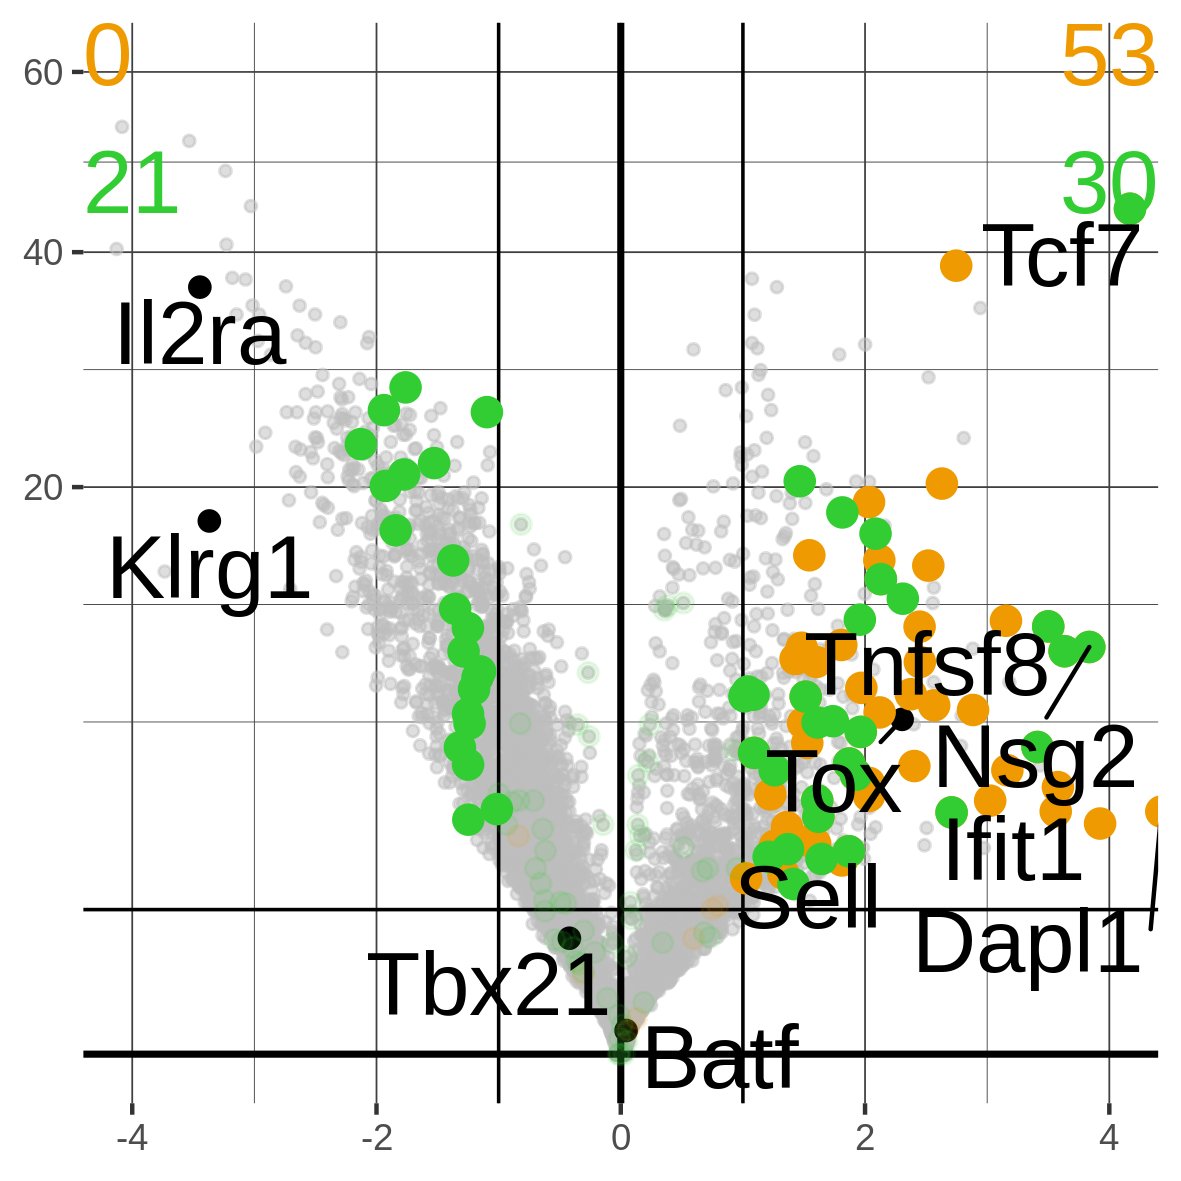 0 53
60
21 30
Tcf7
40
Il2ra
20
Klrg1
Tnfsf8
Nsg2
Tox
Ifit1
Sell
Dapl1
Tbx21
Batf
-4 -2 0 2 4